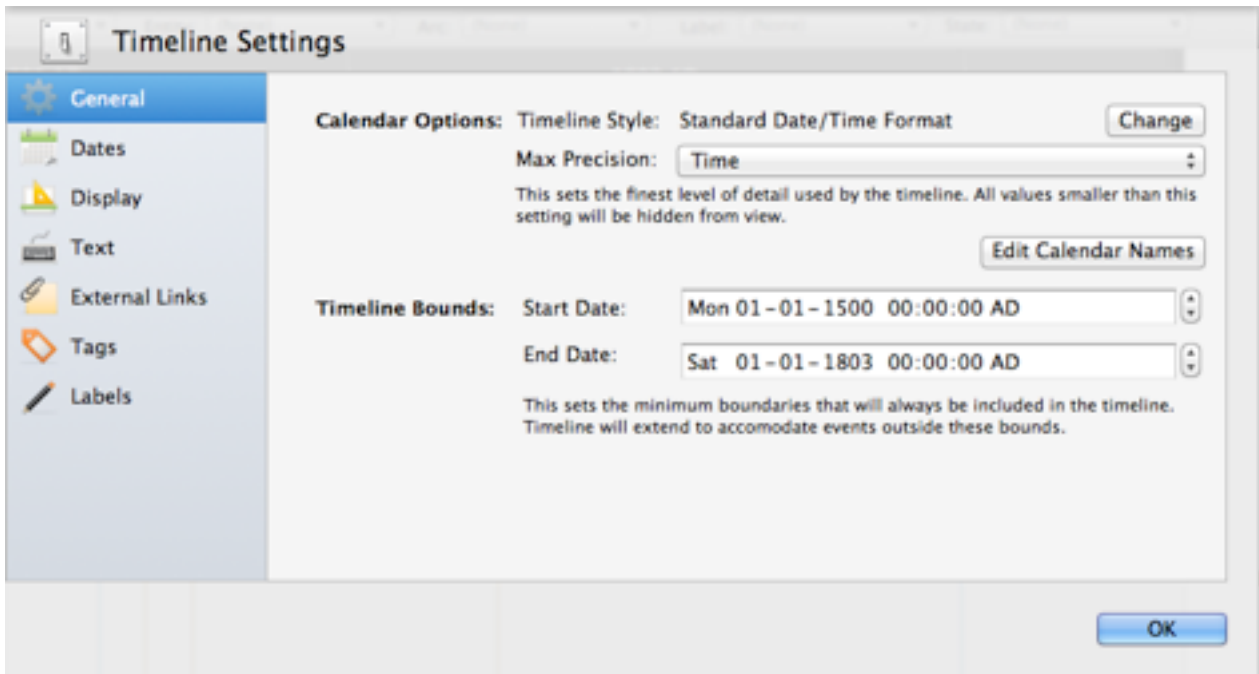 Timeline Settings
General
Dates
Display
Text
External Links
Tags
Labels
Calendar Options: Timeline Style: Standard Date/Time Format Change
Max Precision: Time
This sets the finest level of detail used by the timeline. All values smaller than this
setting will be hidden from view.
Edit Calendar Names
Timeline Bounds: Start Date: Mon 01-01-1500 00:00:00 AD
End Date: Sat 01-01-1803 00:00:00 AD
This sets the minimum boundaries that will always be included in the timeline.
Timeline will extend to accomodate events outside these bounds.
OK